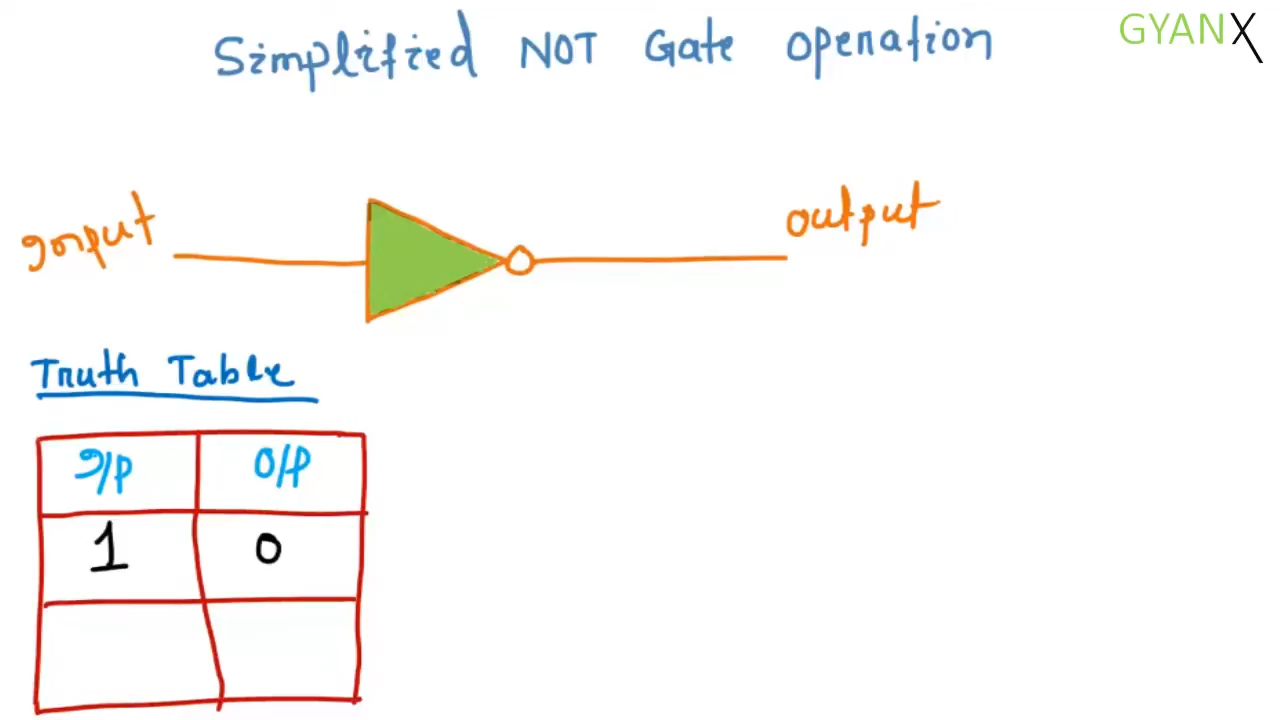 Simplified NOT Gate operation
GYANX
Input
output
Truth Table
I/P O/P
1 0